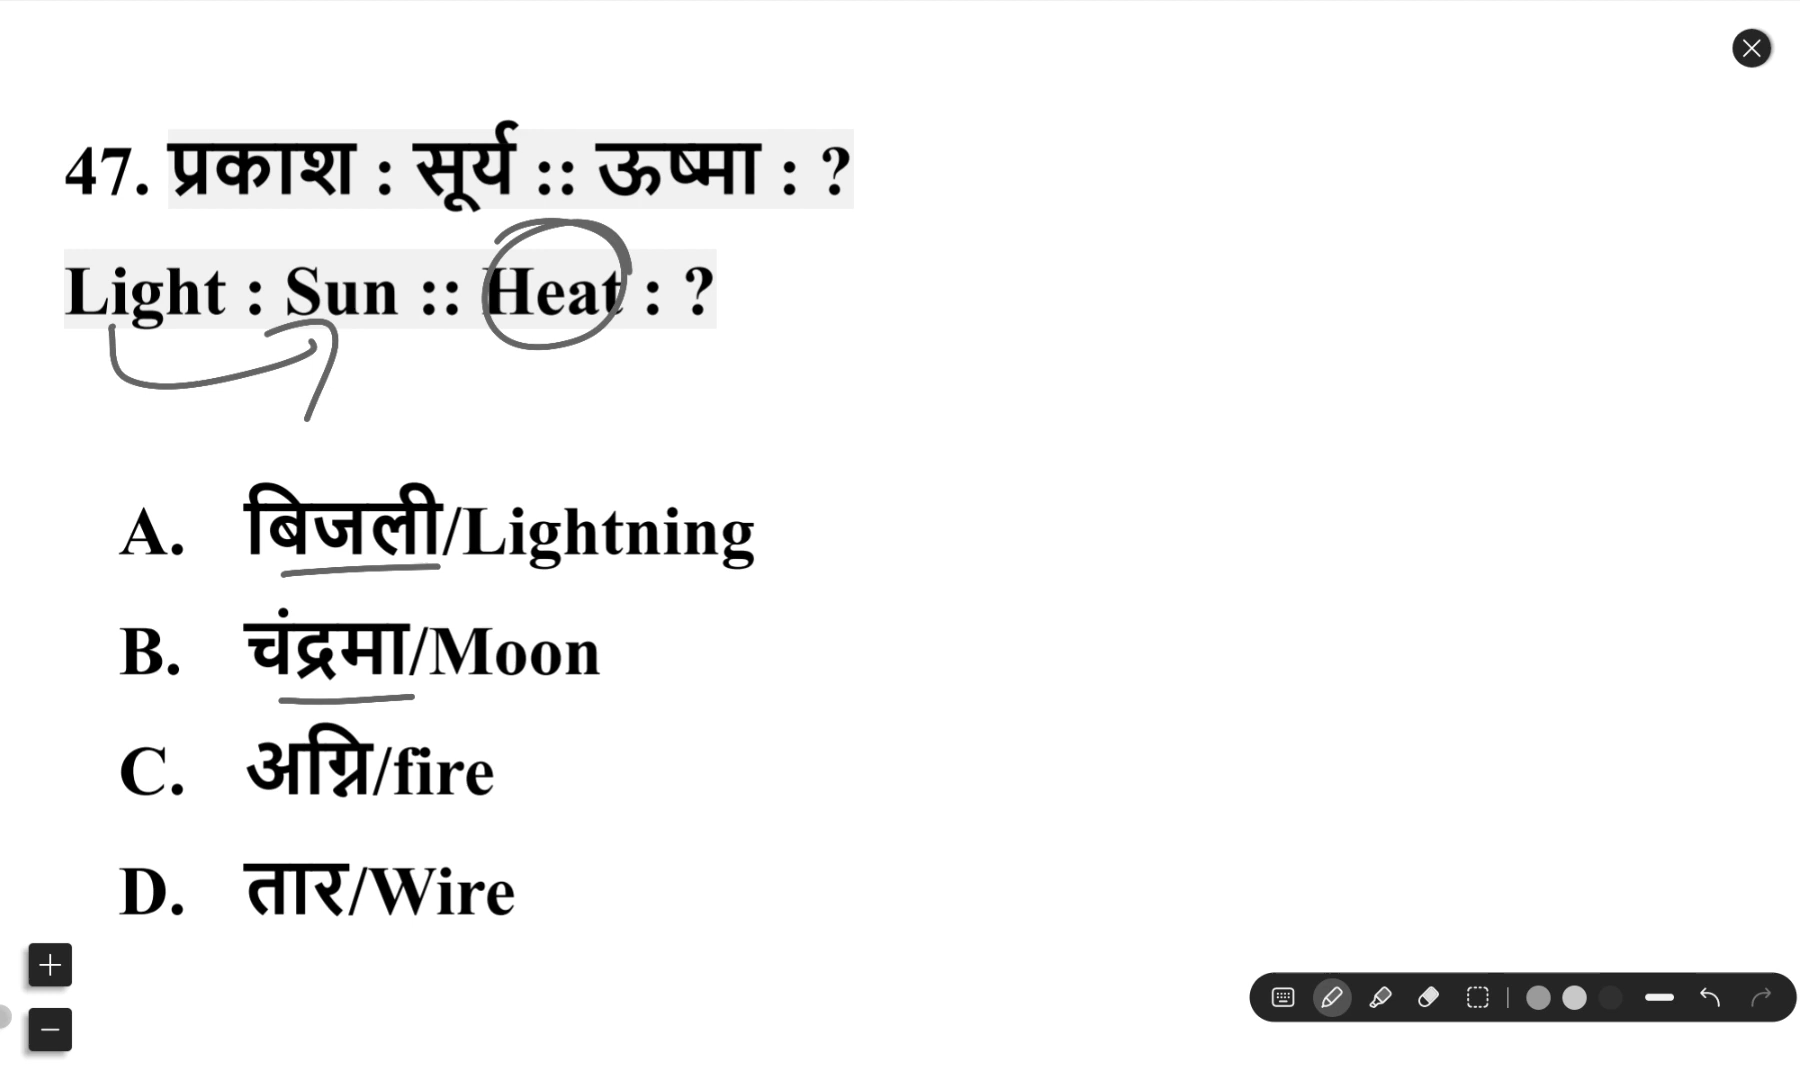 47. प्रकाश : सूर्य :: ऊष्मा : ?
Light : Sun :: Heat : ?
A. बिजली/Lightning
B. चंद्रमा/Moon
C. अग्नि/fire
D. तार/Wire